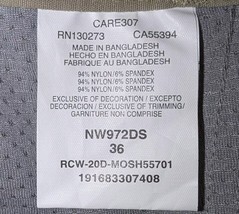 CARE307
RN130273 CA55394
MADE IN BANGLADESH
HECHO EN BANGLADESH
FABRIQUE AU BANGLADESH
94% NYLON/6% SPANDEX
94% NYLON/6% SPANDEX
94% NYLON/6% SPANDEX
EXCLUSIVE OF DECORATION / EXCEPTO
DECORACION / EXCLUSIVE OF TRIMMING/
GARNITURE NON COMPRISE
NW972DS
36
RCW-20D-MOSH55701
191683307408